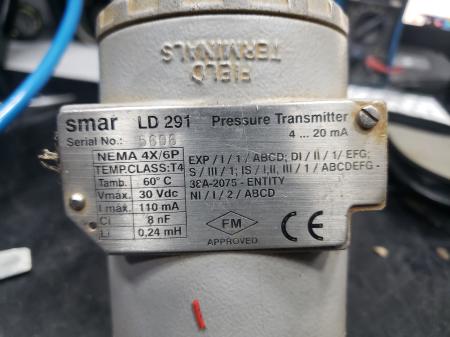 FIELD
TERMINALS
smar LD 291 Pressure Transmitter
Serial No.: 5606 4 ... 20 mA
NEMA 4X/6P
TEMP.CLASS:T4
Tamb. 60° C
Vmax. 30 Vdc
I max. 110 mA
Ci 8 nF
Li 0,24 mH
EXP / I / 1 / ABCD; DI / II / 1/ EFG;
S / III / 1; IS / I,II, III / 1 / ABCDEFG -
38A-2075 - ENTITY
NI / I / 2 / ABCD
FM
APPROVED
CE